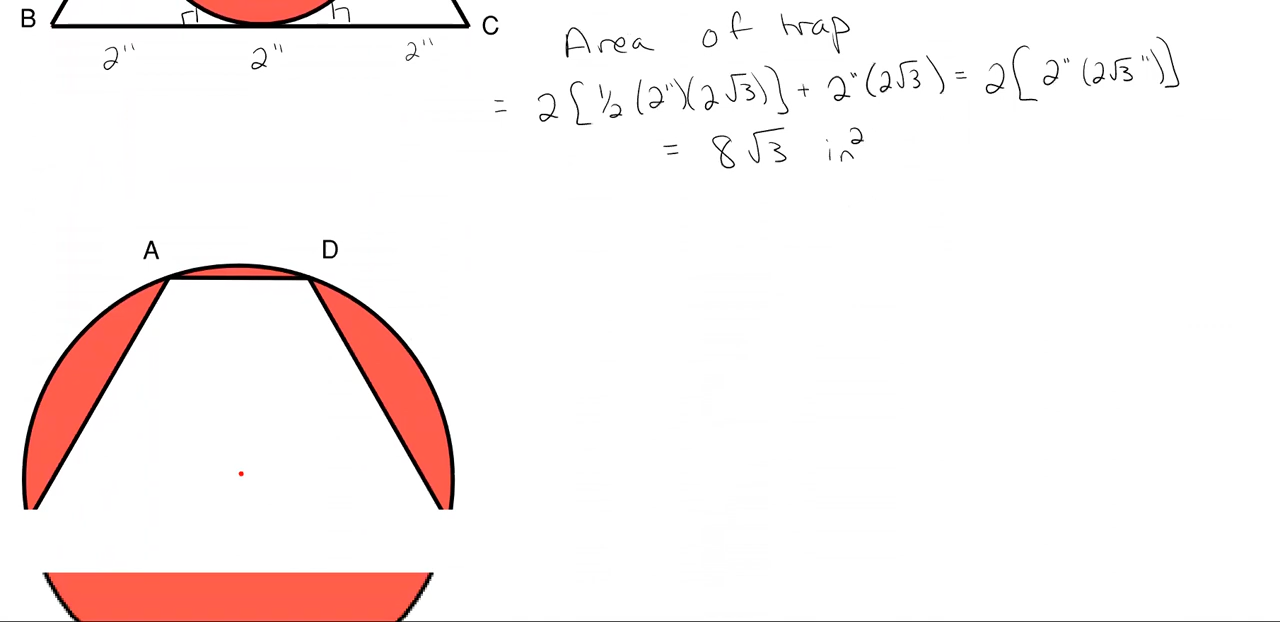 B C
2" 2" 2"
Area of trap
= 2[½(2")(2√3)] + 2"(2√3) = 2[2"(2√3")]
= 8√3 in²
A D